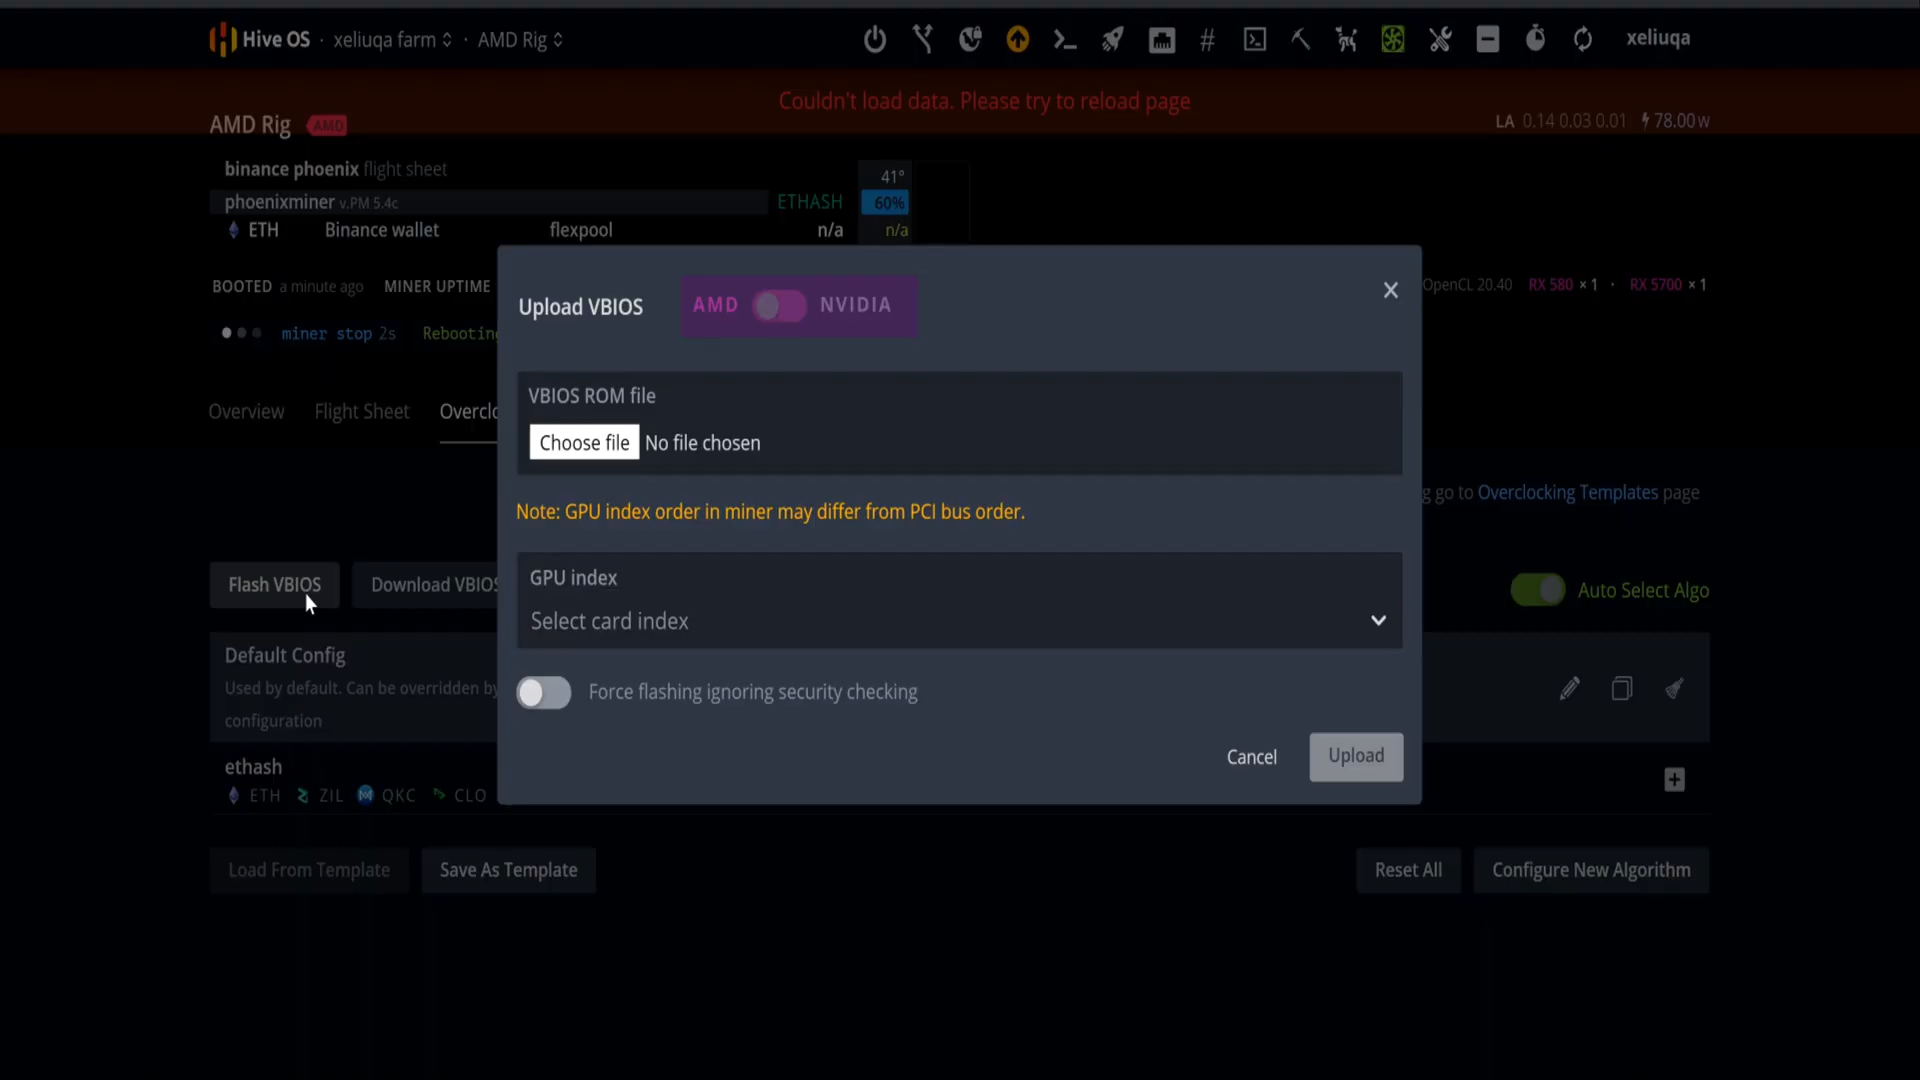 Hive OS · xeliuqa farm · AMD Rig
xeliuqa
Couldn't load data. Please try to reload page
AMD Rig AMD
LA 0.14 0.03 0.01 78.00 W
binance phoenix flight sheet
41°
phoenixminer v.PM 5.4c ETHASH 60%
ETH Binance wallet flexpool n/a n/a
BOOTED a minute ago MINER UPTIME
OpenCL 20.40 RX 580 × 1 · RX 5700 × 1
miner stop 2s Rebooting
Upload VBIOS AMD NVIDIA
VBIOS ROM file
Choose file No file chosen
Overview Flight Sheet Overclo
Note: GPU index order in miner may differ from PCI bus order.
g go to Overclocking Templates page
GPU index
Select card index
Flash VBIOS Download VBIOS
Auto Select Algo
Force flashing ignoring security checking
Cancel Upload
Default Config
Used by default. Can be overridden by
configuration
ethash
ETH ZIL QKC CLO
Load From Template Save As Template Reset All Configure New Algorithm